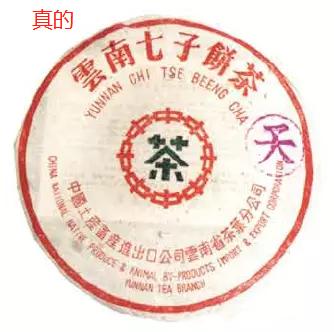 真的
雲南七子餅茶
YUNNAN CHI TSE BEENG CHA
天
茶
中國土產畜產進出口公司雲南省茶葉分公司
CHINA NATIONAL NATIVE PRODUCE & ANIMAL BY-PRODUCTS IMPORT & EXPORT CORPORATION
YUNNAN TEA BRANCH